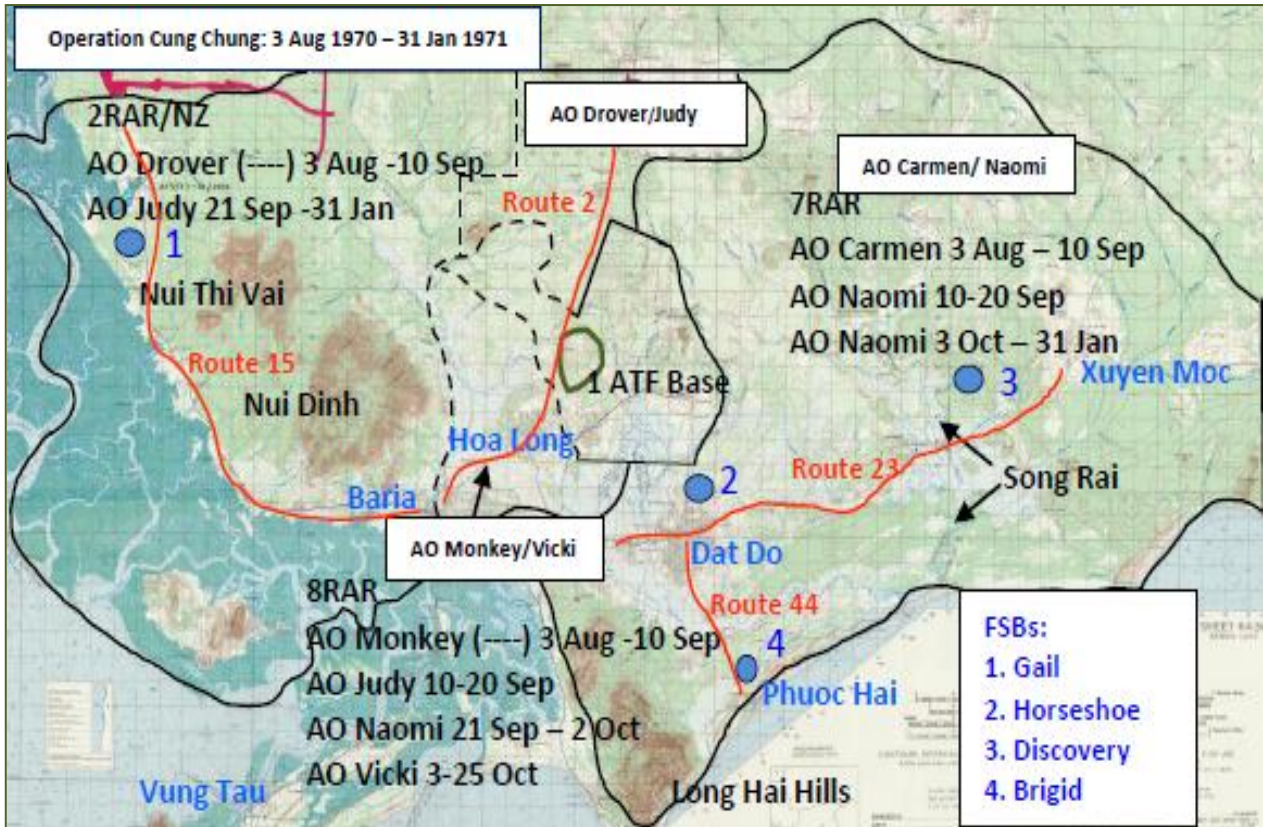 Operation Cung Chung: 3 Aug 1970 – 31 Jan 1971
2RAR/NZ
AO Drover (----) 3 Aug -10 Sep
AO Judy 21 Sep -31 Jan
1
Nui Thi Vai
Route 15
Nui Dinh
AO Drover/Judy
Route 2
1 ATF Base
Hoa Long
Baria
AO Monkey/Vicki
AO Carmen/ Naomi
7RAR
AO Carmen 3 Aug – 10 Sep
AO Naomi 10-20 Sep
AO Naomi 3 Oct – 31 Jan
3
Xuyen Moc
2
Route 23
Song Rai
Dat Do
Route 44
4
Phuoc Hai
8RAR
AO Monkey (----) 3 Aug -10 Sep
AO Judy 10-20 Sep
AO Naomi 21 Sep – 2 Oct
AO Vicki 3-25 Oct
Vung Tau
Long Hai Hills
FSBs:
1. Gail
2. Horseshoe
3. Discovery
4. Brigid